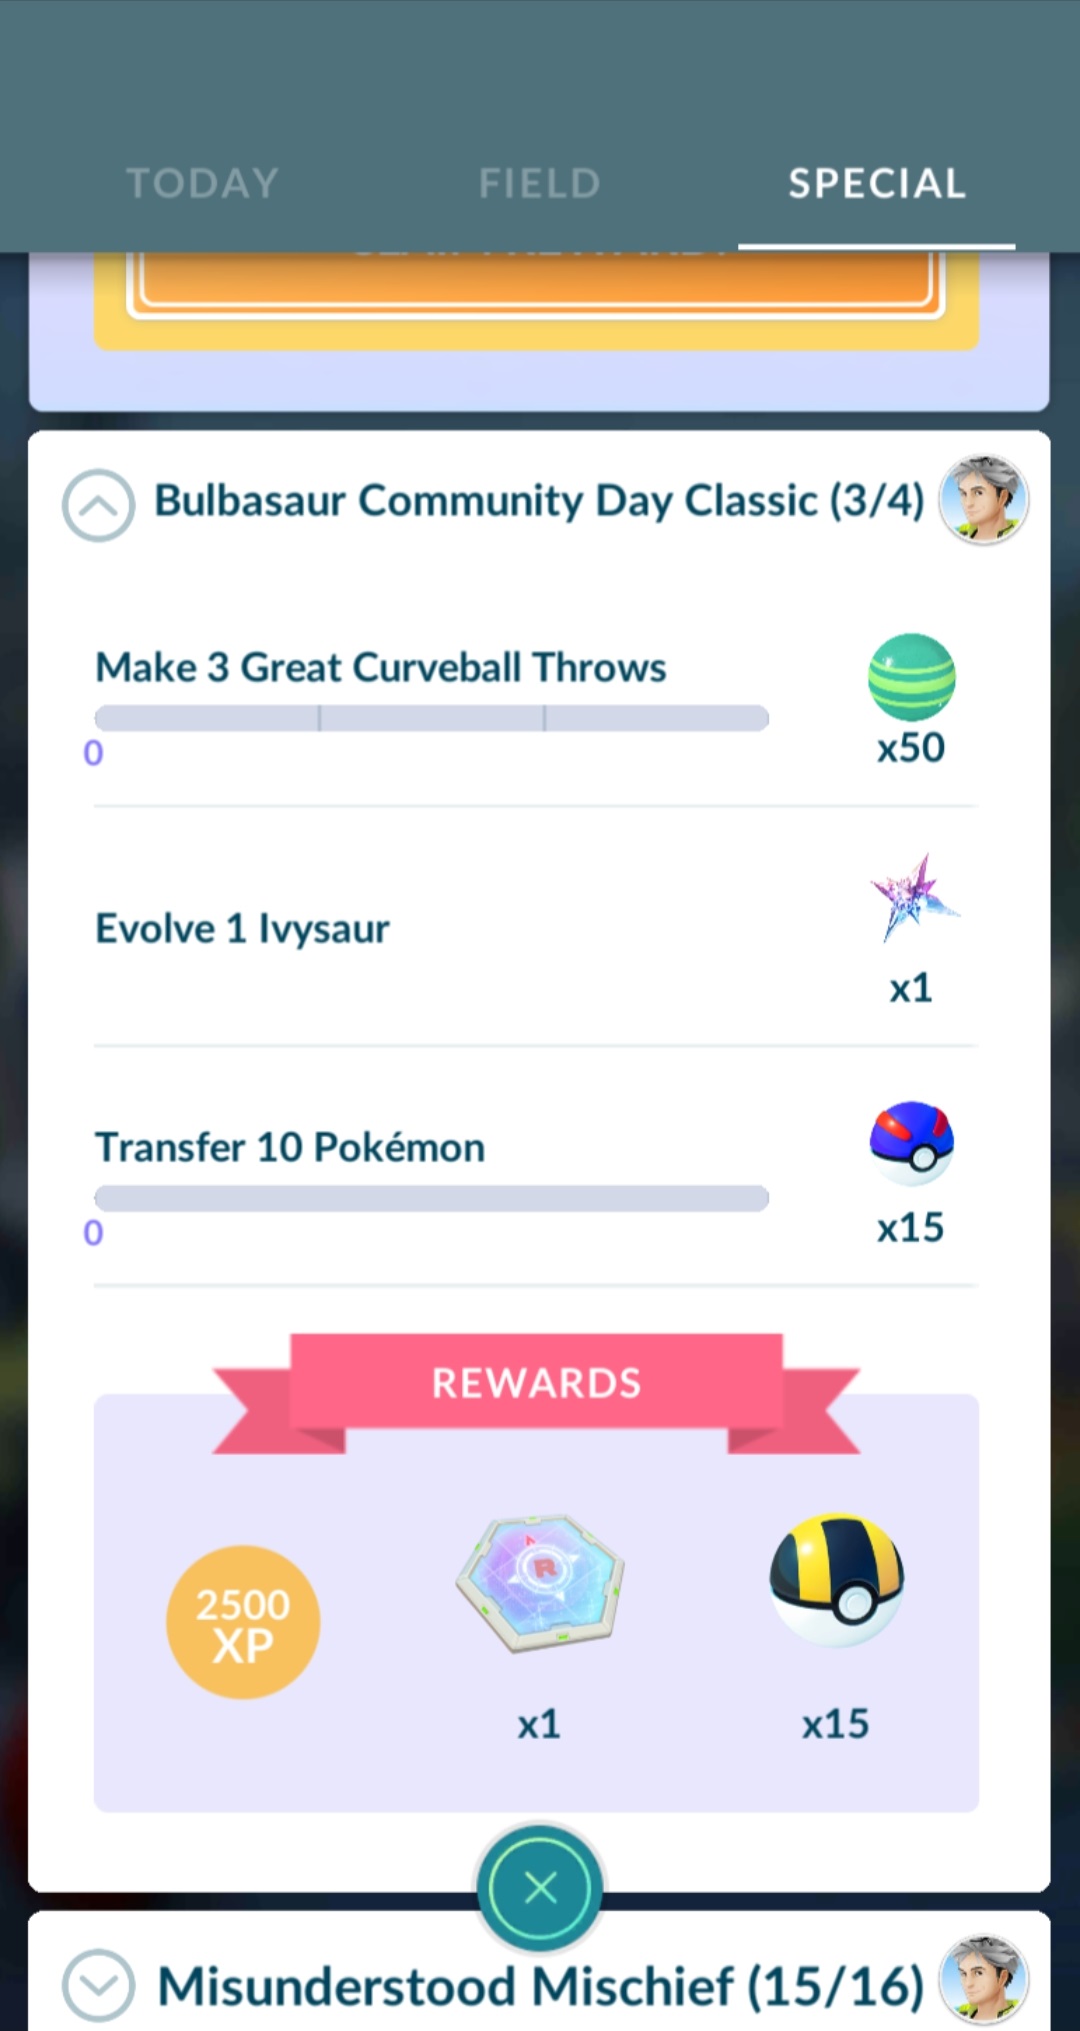 TODAY
FIELD
SPECIAL
Bulbasaur Community Day Classic (3/4)
Make 3 Great Curveball Throws
0
x50
Evolve 1 Ivysaur
x1
Transfer 10 Pokémon
0
x15
REWARDS
2500
XP
R
x1
x15
Misunderstood Mischief (15/16)